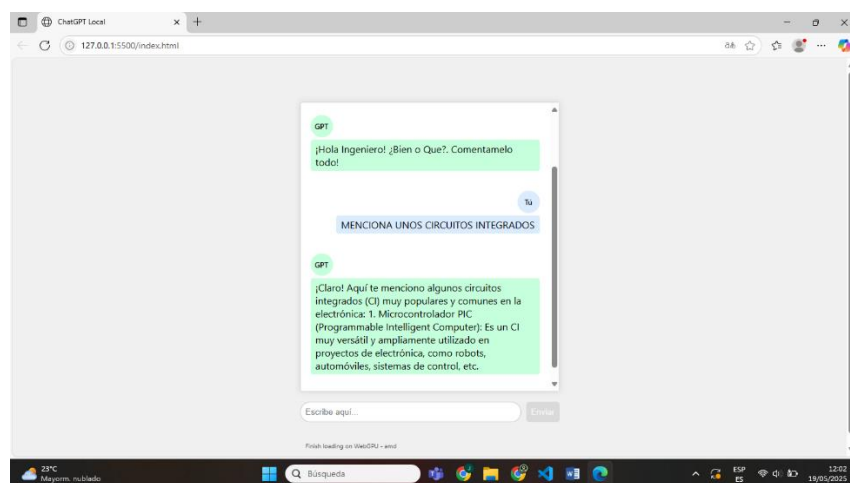 ChatGPT Local
127.0.0.1:5500/index.html
GPT
¡Hola Ingeniero! ¿Bien o Que?. Comentamelo
todo!
Tú
MENCIONA UNOS CIRCUITOS INTEGRADOS
GPT
¡Claro! Aquí te menciono algunos circuitos
integrados (CI) muy populares y comunes en la
electrónica: 1. Microcontrolador PIC
(Programmable Intelligent Computer): Es un CI
muy versátil y ampliamente utilizado en
proyectos de electrónica, como robots,
automóviles, sistemas de control, etc.
Escribe aquí...
Enviar
Finish loading on WebGPU - amd
23°C
Mayorm. nublado
Búsqueda
ESP
ES
12:02
19/05/2025